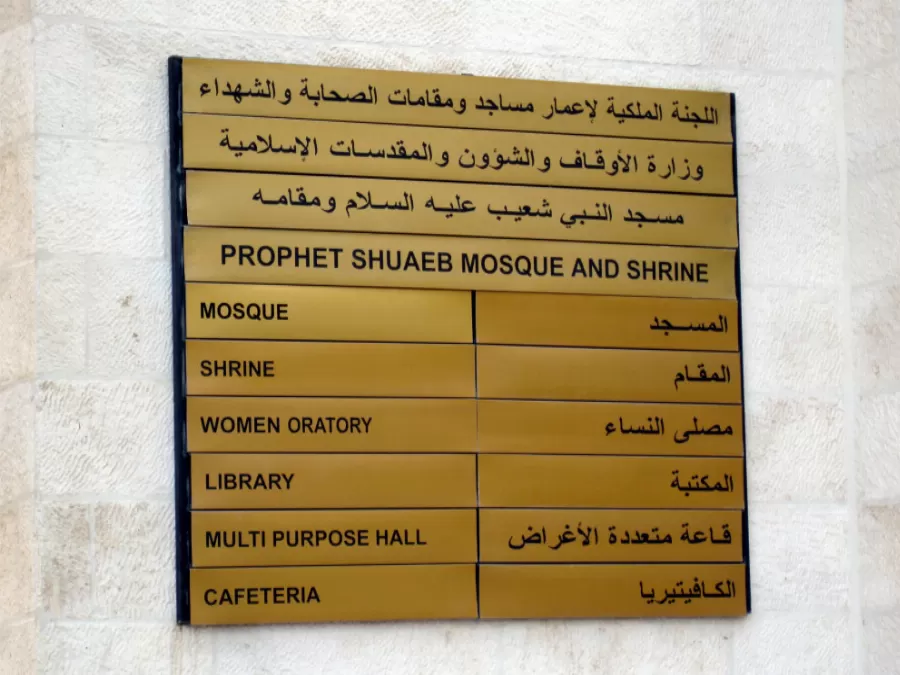 اللجنة الملكية لإعمار مساجد ومقامات الصحابة والشهداء
وزارة الأوقاف والشؤون والمقدسات الإسلامية
مسجد النبي شعيب عليه السلام ومقامه
PROPHET SHUAEB MOSQUE AND SHRINE
MOSQUE المسجد
SHRINE المقام
WOMEN ORATORY مصلى النساء
LIBRARY المكتبة
MULTI PURPOSE HALL قاعة متعددة الأغراض
CAFETERIA الكافيتيريا